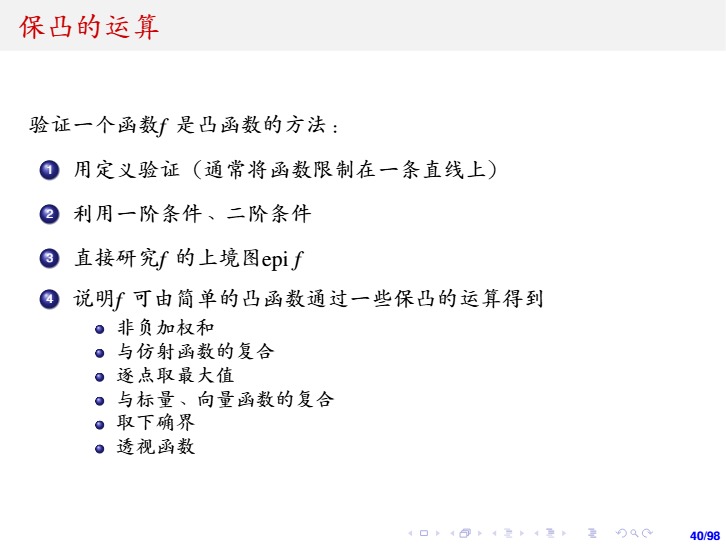 保凸的运算
验证一个函数f 是凸函数的方法：
1 用定义验证（通常将函数限制在一条直线上）
2 利用一阶条件、二阶条件
3 直接研究f 的上境图epi f
4 说明f 可由简单的凸函数通过一些保凸的运算得到
非负加权和
与仿射函数的复合
逐点取最大值
与标量、向量函数的复合
取下确界
透视函数
40/98